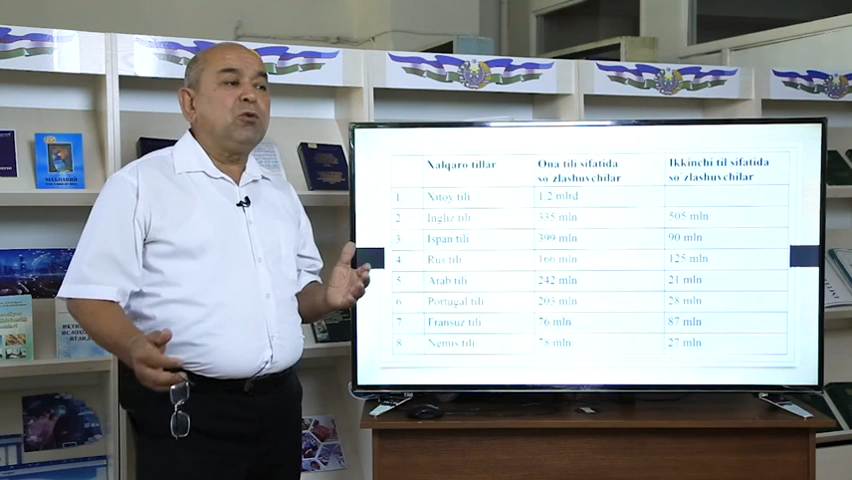 Xalqaro tillar Ona tili sifatida Ikkinchi til sifatida
so'zlashuvchilar so'zlashuvchilar
1 Xitoy tili 1.2 mlrd
2 Ingliz tili 335 mln 505 mln
3 Ispan tili 399 mln 90 mln
4 Rus tili 166 mln 125 mln
5 Arab tili 242 mln 21 mln
6 Portugal tili 203 mln 28 mln
7 Fransuz tili 76 mln 87 mln
8 Nemis tili 78 mln 27 mln